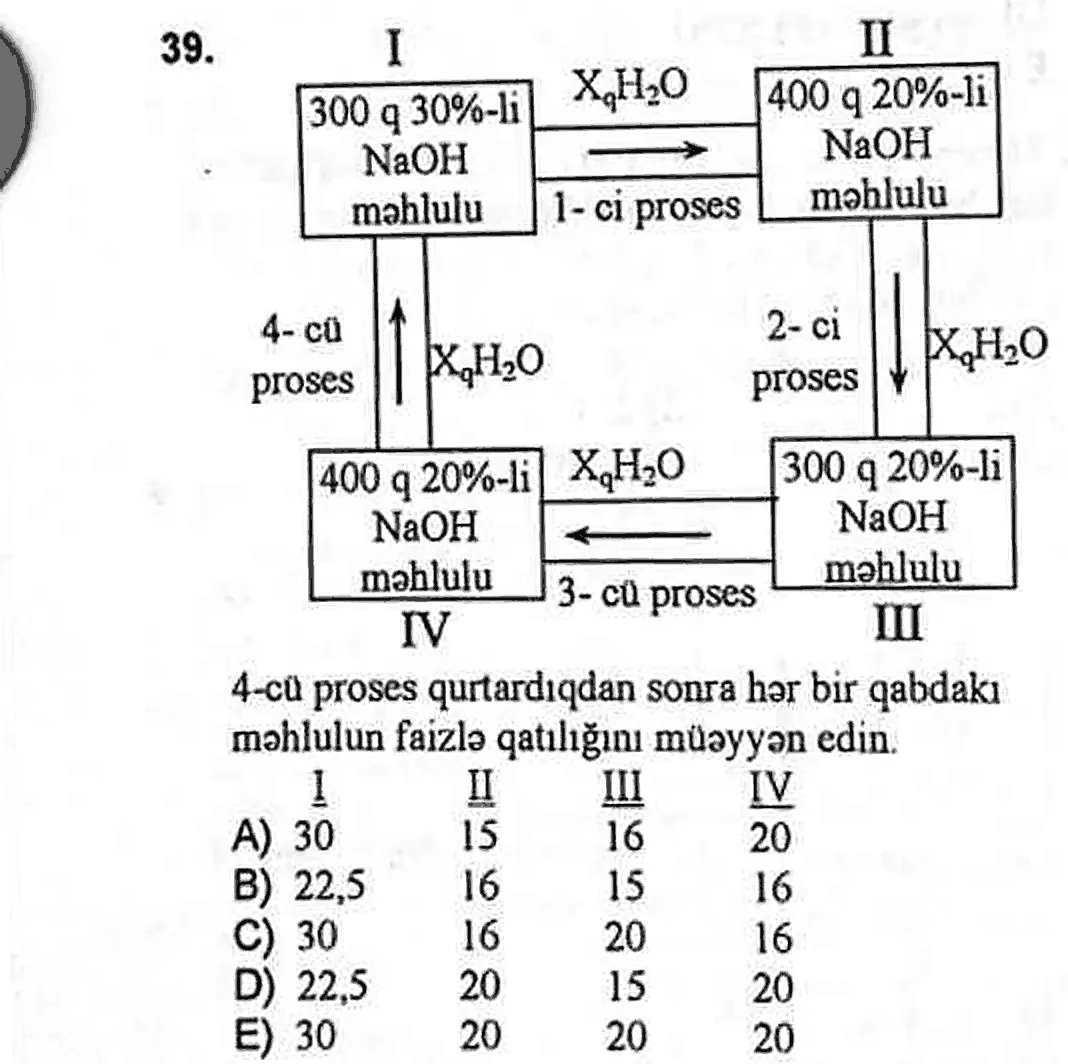 39.
I
II
300 q 30%-li
NaOH
məhlulu
XqH₂O
1- ci proses
400 q 20%-li
NaOH
məhlulu
4- cü
proses
XqH₂O
2- ci
proses
XqH₂O
400 q 20%-li
NaOH
məhlulu
XqH₂O
3- cü proses
300 q 20%-li
NaOH
məhlulu
IV
III
4-cü proses qurtardıqdan sonra hər bir qabdakı
məhlulun faizlə qatılığını müəyyən edin.
I II III IV
A) 30 15 16 20
B) 22,5 16 15 16
C) 30 16 20 16
D) 22,5 20 15 20
E) 30 20 20 20